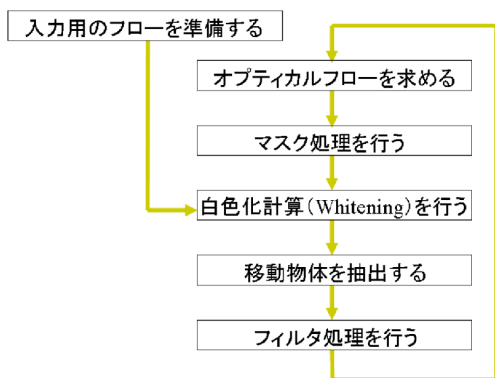 入力用のフローを準備する
オプティカルフローを求める
マスク処理を行う
白色化計算(Whitening)を行う
移動物体を抽出する
フィルタ処理を行う